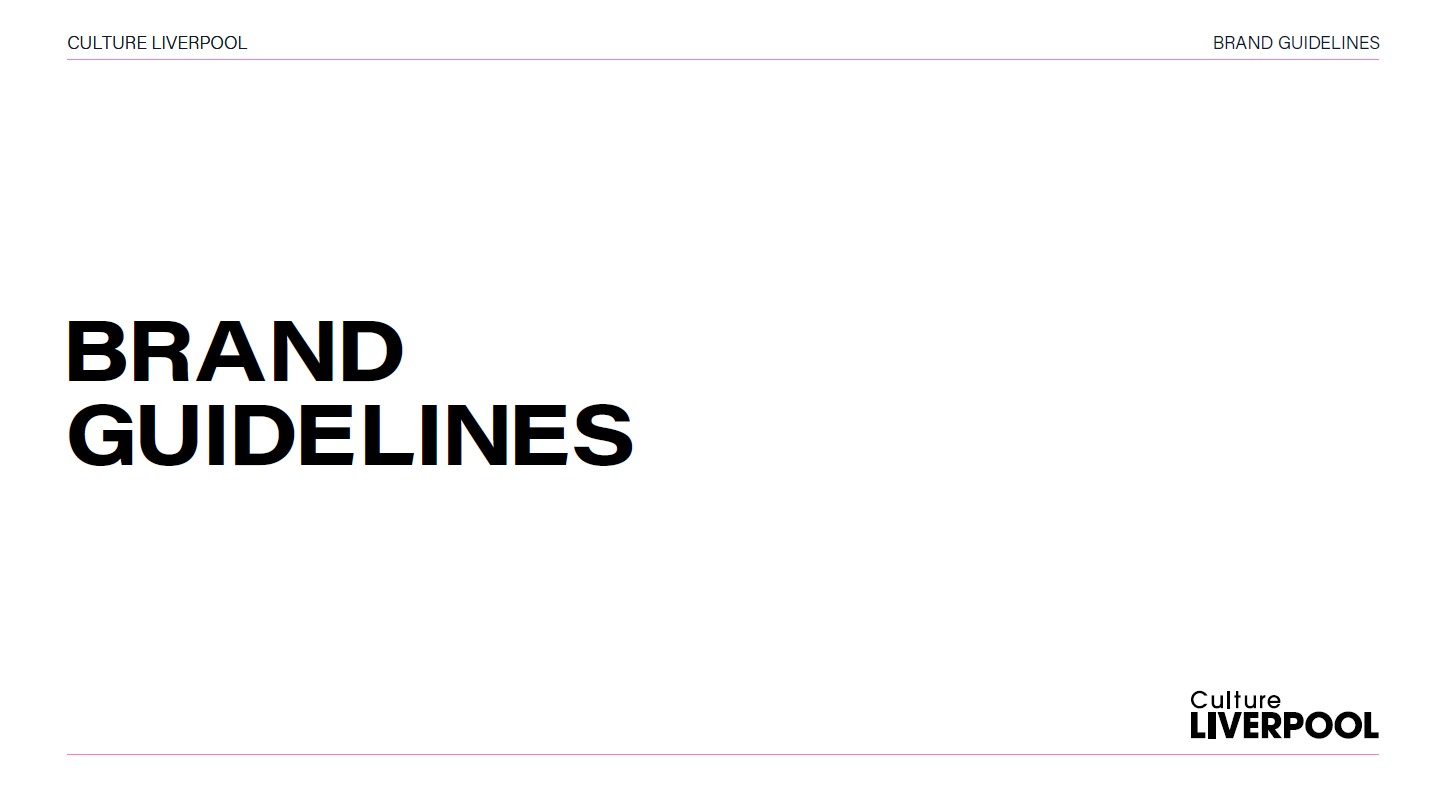 CULTURE LIVERPOOL
BRAND GUIDELINES
BRAND
GUIDELINES
Culture
LIVERPOOL